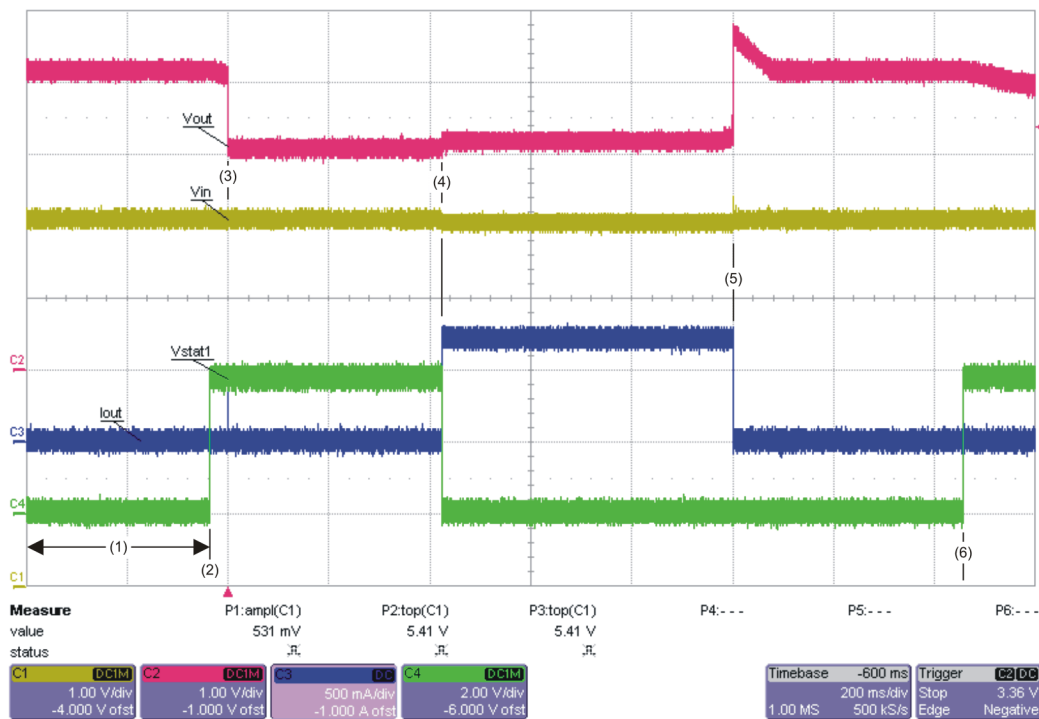 Vout
(3)
(4)
Vin
(5)
C2
Vstat1
Iout
C3
C4
(1)
(2)
(6)
C1
Measure P1:ampl(C1) P2:top(C1) P3:top(C1) P4:- - - P5:- - - P6:- - -
value 531 mV 5.41 V 5.41 V
status
C1 DC1M C2 DC1M C3 DC C4 DC1M Timebase -600 ms Trigger C2 DC
1.00 V/div 1.00 V/div 500 mA/div 2.00 V/div 200 ms/div Stop 3.36 V
-4.000 V ofst -1.000 V ofst -1.000 A ofst -6.000 V ofst 1.00 MS 500 kS/s Edge Negative